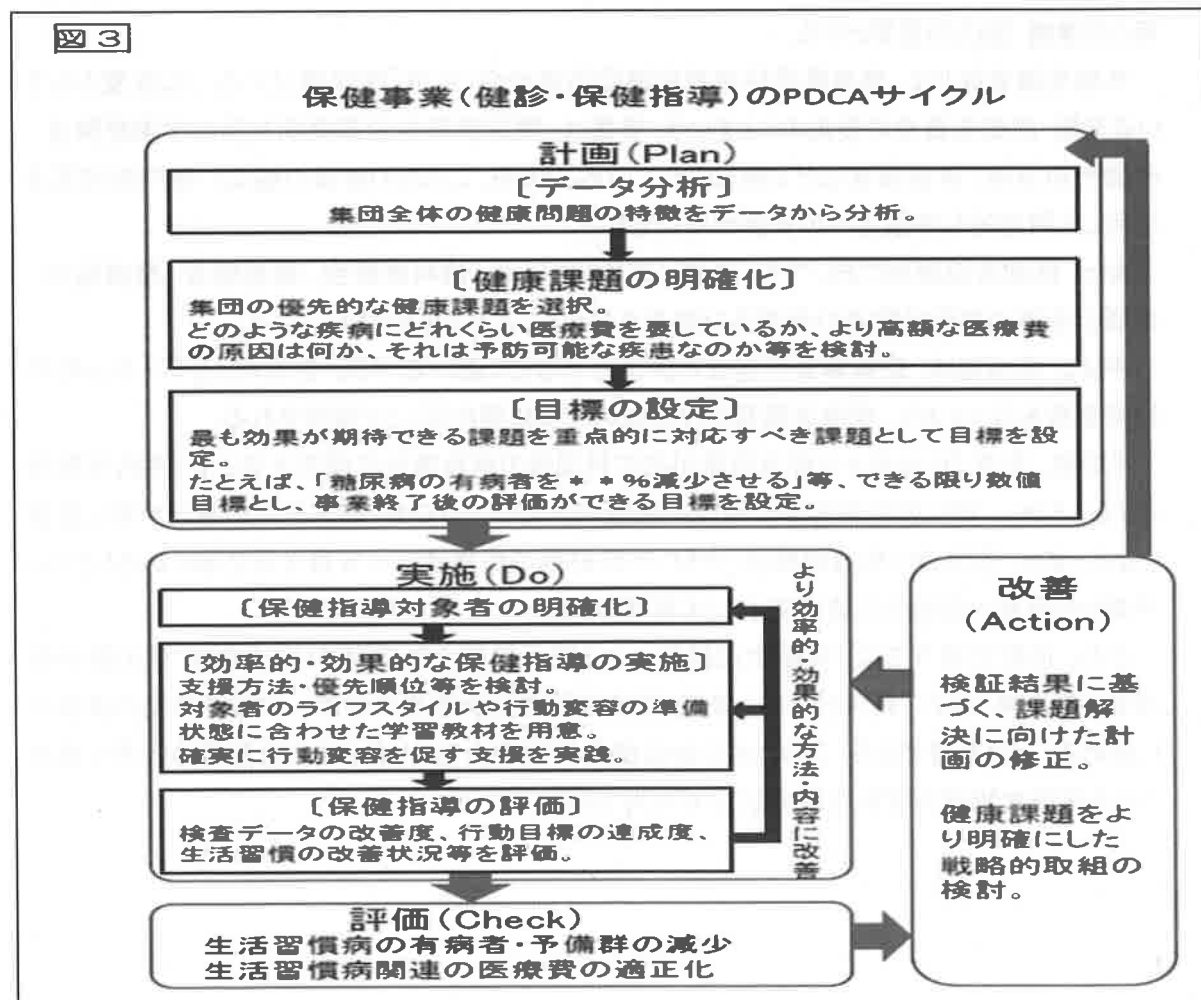 図3
保健事業(健診・保健指導)のPDCAサイクル
計画(Plan)
〔データ分析〕
集団全体の健康問題の特徴をデータから分析。
〔健康課題の明確化〕
集団の優先的な健康課題を選択。
どのような疾病にどれくらい医療費を要しているか、より高額な医療費
の原因は何か、それは予防可能な疾患なのか等を検討。
〔目標の設定〕
最も効果が期待できる課題を重点的に対応すべき課題として目標を設
定。
たとえば、「糖尿病の有病者を**%減少させる」等、できる限り数値
目標とし、事業終了後の評価ができる目標を設定。
実施(Do)
〔保健指導対象者の明確化〕
〔効率的・効果的な保健指導の実施〕
支援方法・優先順位等を検討。
対象者のライフスタイルや行動変容の準備
状態に合わせた学習教材を用意。
確実に行動変容を促す支援を実践。
〔保健指導の評価〕
検査データの改善度、行動目標の達成度、
生活習慣の改善状況等を評価。
より効率的・効果的な方法・内容に改善
評価(Check)
生活習慣病の有病者・予備群の減少
生活習慣病関連の医療費の適正化
改善
(Action)
検証結果に基
づく、課題解
決に向けた計
画の修正。
健康課題をよ
り明確にした
戦略的取組の
検討。